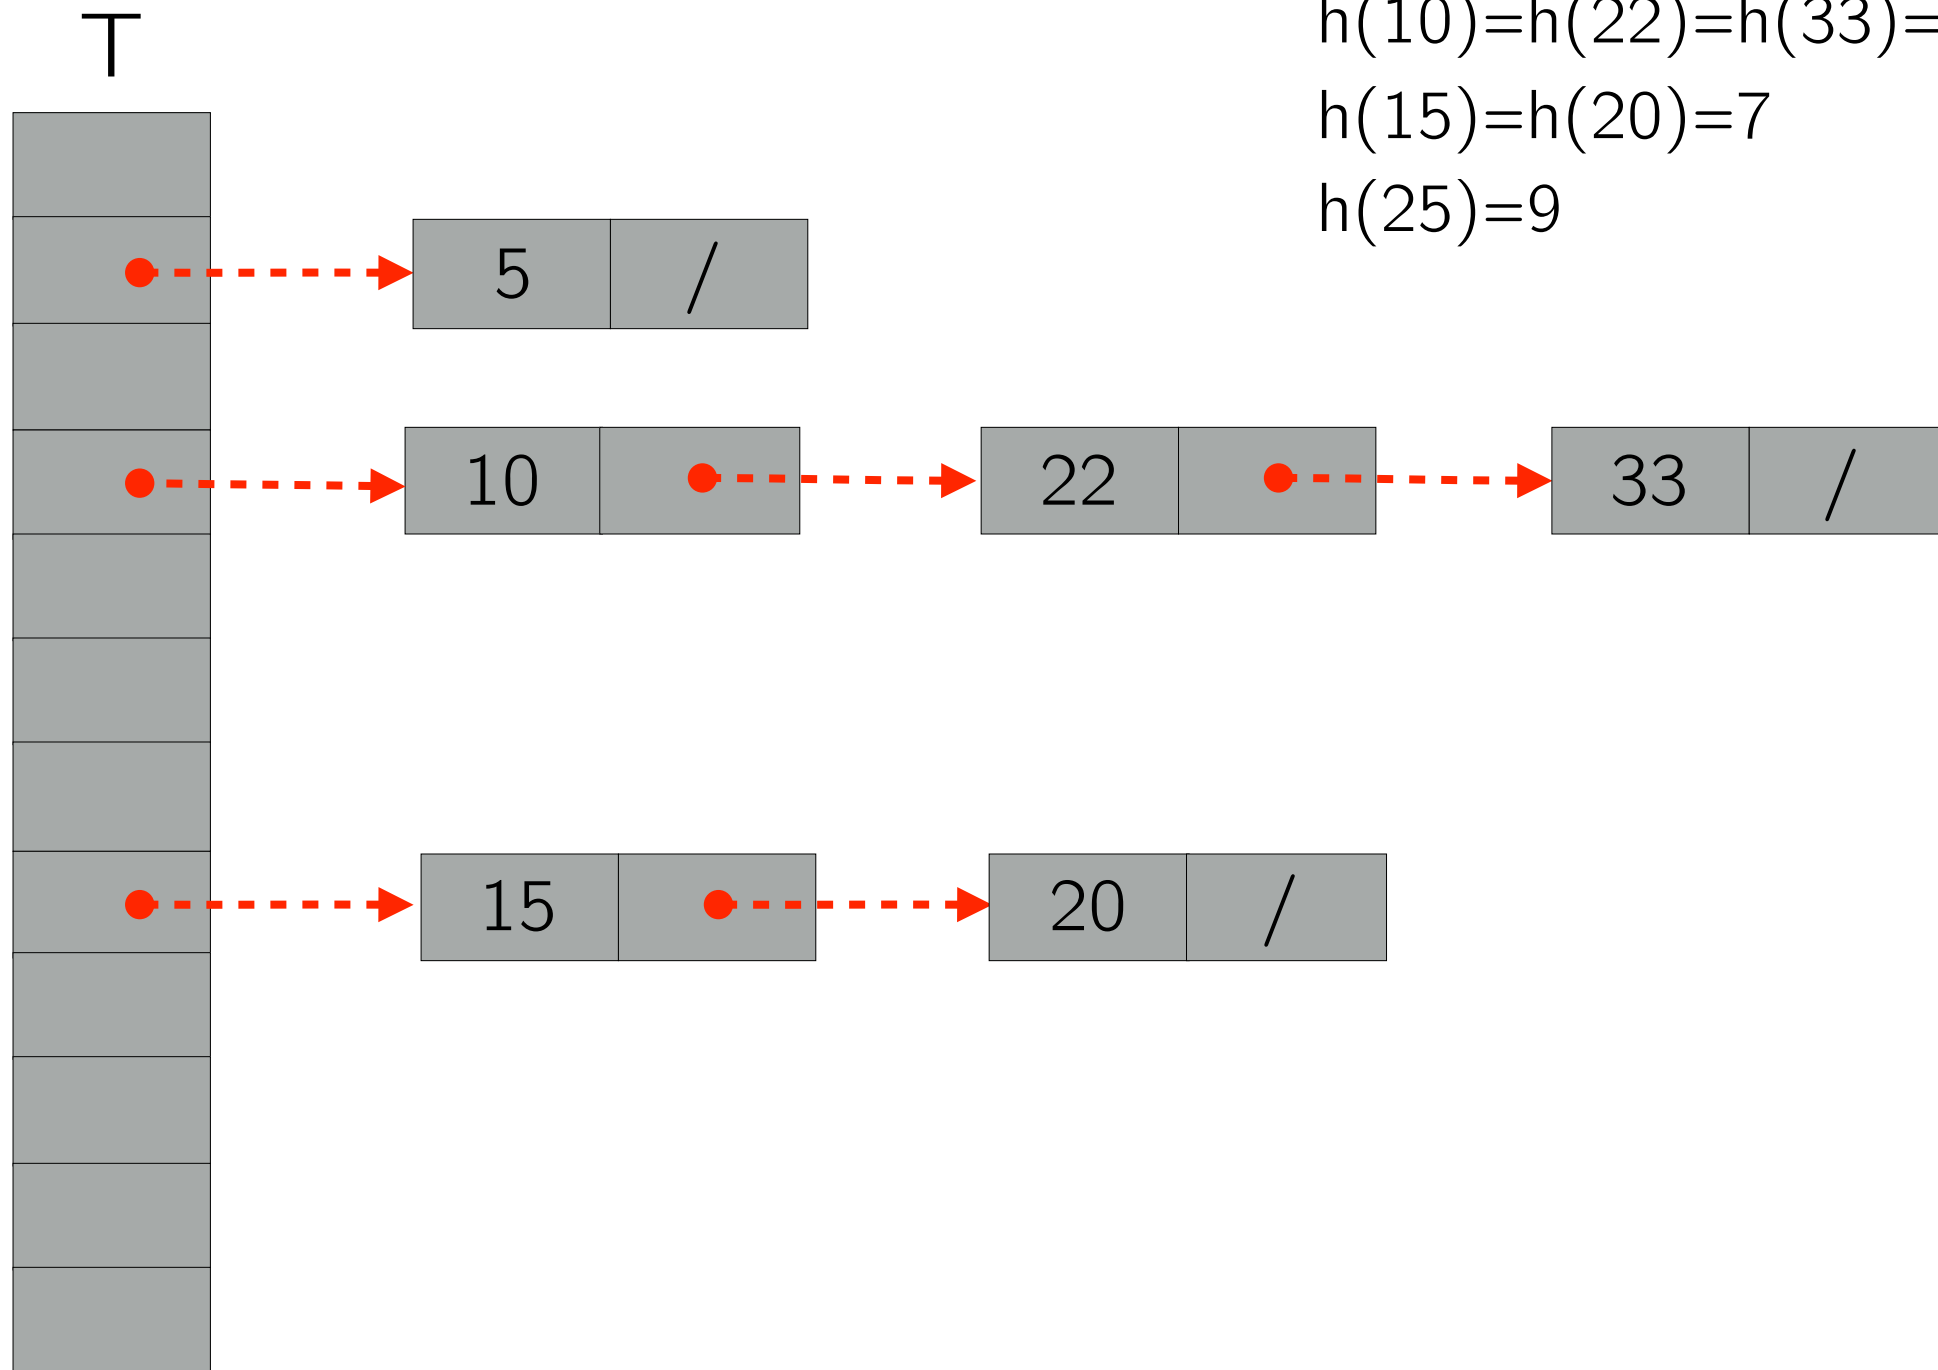 T
h(10)=h(22)=h(33)=
h(15)=h(20)=7
h(25)=9
5 /
10 22 33 /
15 20 /